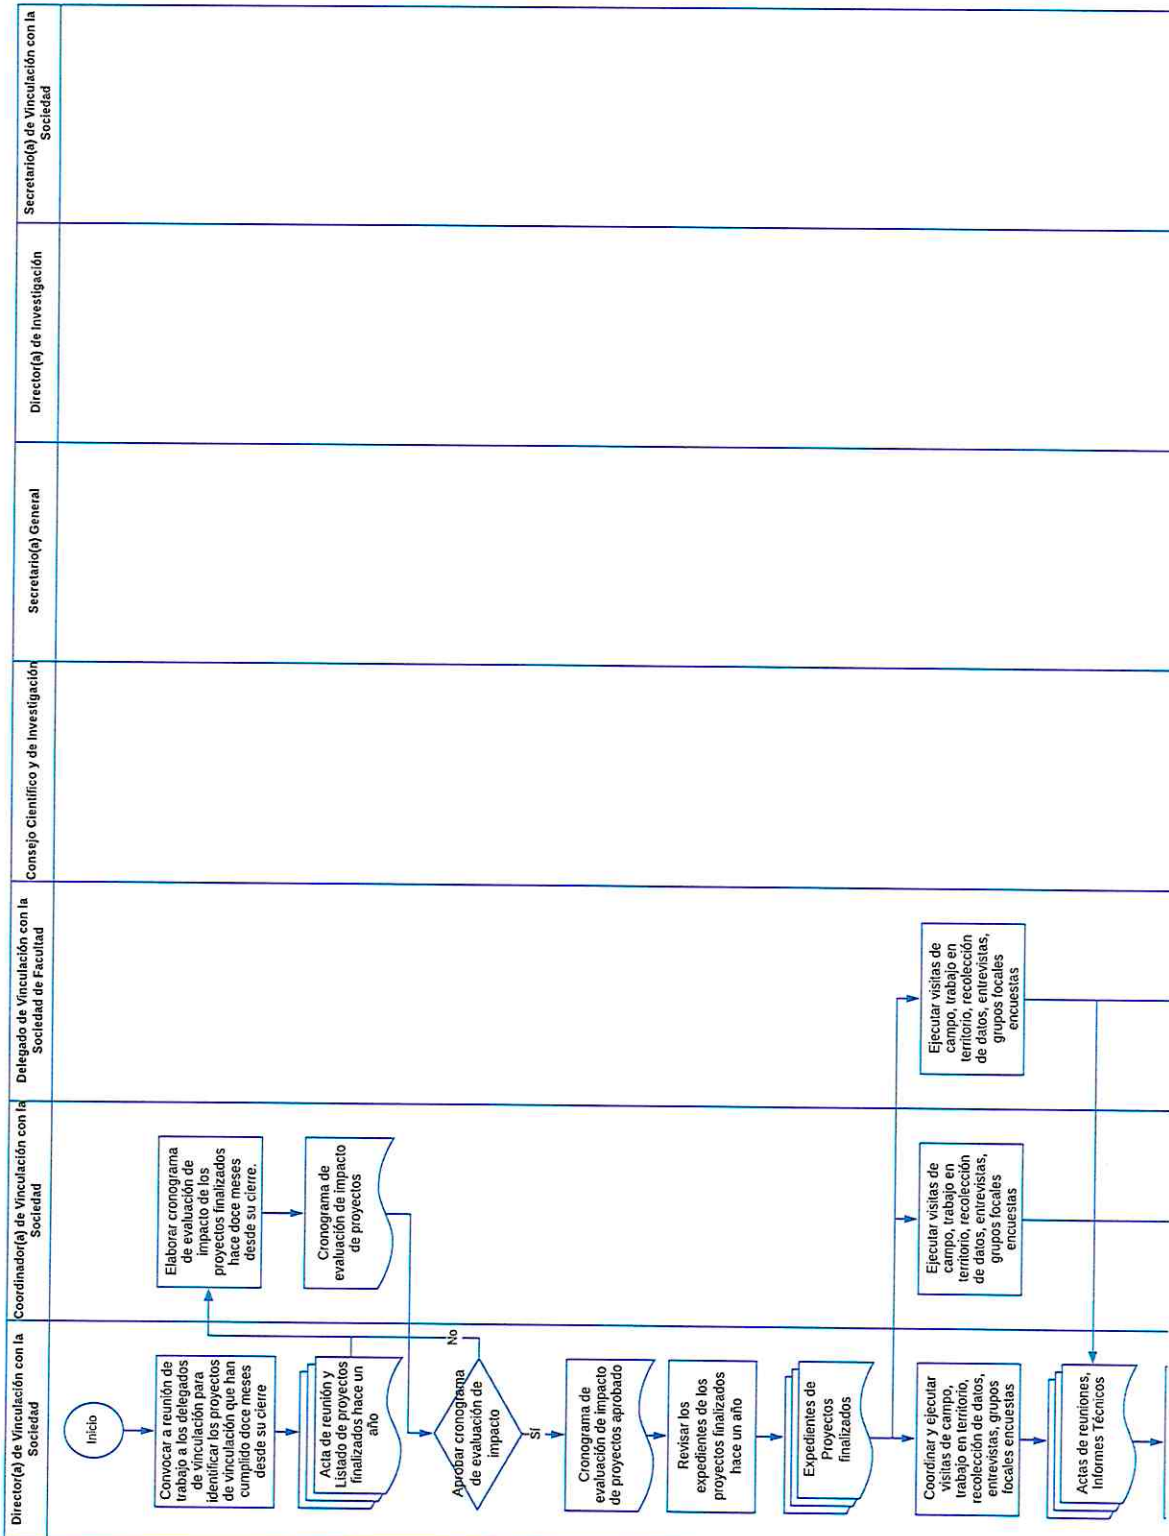 Director(a) de Vinculación con la
Sociedad
Coordinador(a) de Vinculación con la
Sociedad
Delegado de Vinculación con la
Sociedad de Facultad
Consejo Científico y de Investigación
Secretario(a) General
Director(a) de Investigación
Secretario(a) de Vinculación con la
Sociedad
Inicio
Convocar a reunión de
trabajo a los delegados
de vinculación para
identificar los proyectos
de vinculación que han
cumplido doce meses
desde su cierre
Acta de reunión y
Listado de proyectos
finalizados hace un
año
Elaborar cronograma
de evaluación de
impacto de los
proyectos finalizados
hace doce meses
desde su cierre.
Cronograma de
evaluación de impacto
de proyectos
Aprobar cronograma
de evaluación de
impacto
No
Sí
Cronograma de
evaluación de impacto
de proyectos aprobado
Revisar los
expedientes de los
proyectos finalizados
hace un año
Expedientes de
Proyectos
finalizados
Coordinar y ejecutar
visitas de campo,
trabajo en territorio,
recolección de datos,
entrevistas, grupos
focales encuestas
Ejecutar visitas de
campo, trabajo en
territorio, recolección
de datos, entrevistas,
grupos focales
encuestas
Ejecutar visitas de
campo, trabajo en
territorio, recolección
de datos, entrevistas,
grupos focales
encuestas
Actas de reuniones,
Informes Técnicos